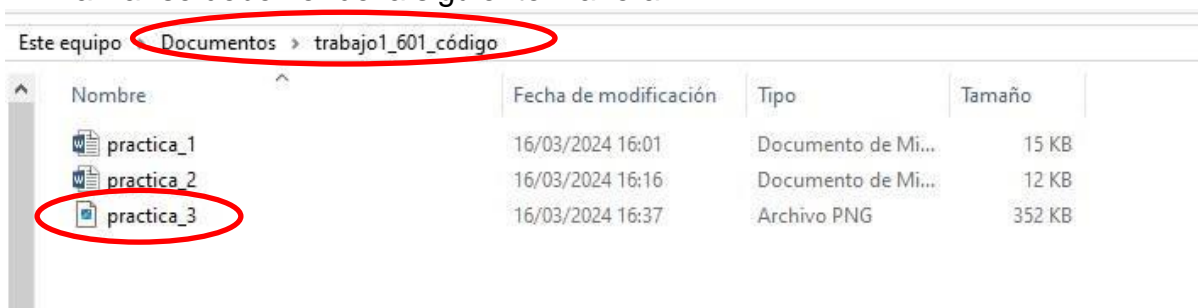 Este equipo > Documentos > trabajo1_601_código
Nombre Fecha de modificación Tipo Tamaño
practica_1 16/03/2024 16:01 Documento de Mi... 15 KB
practica_2 16/03/2024 16:16 Documento de Mi... 12 KB
practica_3 16/03/2024 16:37 Archivo PNG 352 KB